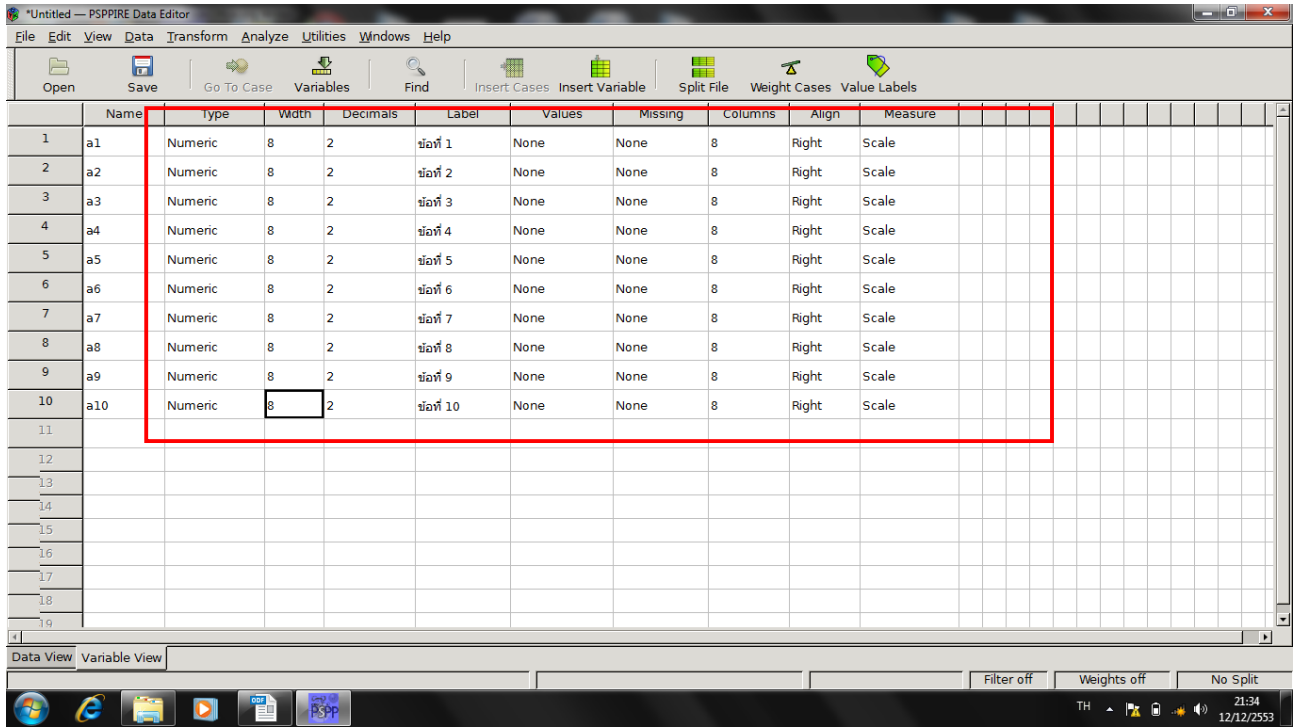 *Untitled — PSPPIRE Data Editor
File Edit View Data Transform Analyze Utilities Windows Help
Open Save Go To Case Variables Find Insert Cases Insert Variable Split File Weight Cases Value Labels
Name Type Width Decimals Label Values Missing Columns Align Measure
1 a1 Numeric 8 2 ข้อที่ 1 None None 8 Right Scale
2 a2 Numeric 8 2 ข้อที่ 2 None None 8 Right Scale
3 a3 Numeric 8 2 ข้อที่ 3 None None 8 Right Scale
4 a4 Numeric 8 2 ข้อที่ 4 None None 8 Right Scale
5 a5 Numeric 8 2 ข้อที่ 5 None None 8 Right Scale
6 a6 Numeric 8 2 ข้อที่ 6 None None 8 Right Scale
7 a7 Numeric 8 2 ข้อที่ 7 None None 8 Right Scale
8 a8 Numeric 8 2 ข้อที่ 8 None None 8 Right Scale
9 a9 Numeric 8 2 ข้อที่ 9 None None 8 Right Scale
10 a10 Numeric 8 2 ข้อที่ 10 None None 8 Right Scale
11
12
13
14
15
16
17
18
19
Data View Variable View
Filter off Weights off No Split
ODF pspp TH 21:34
12/12/2553